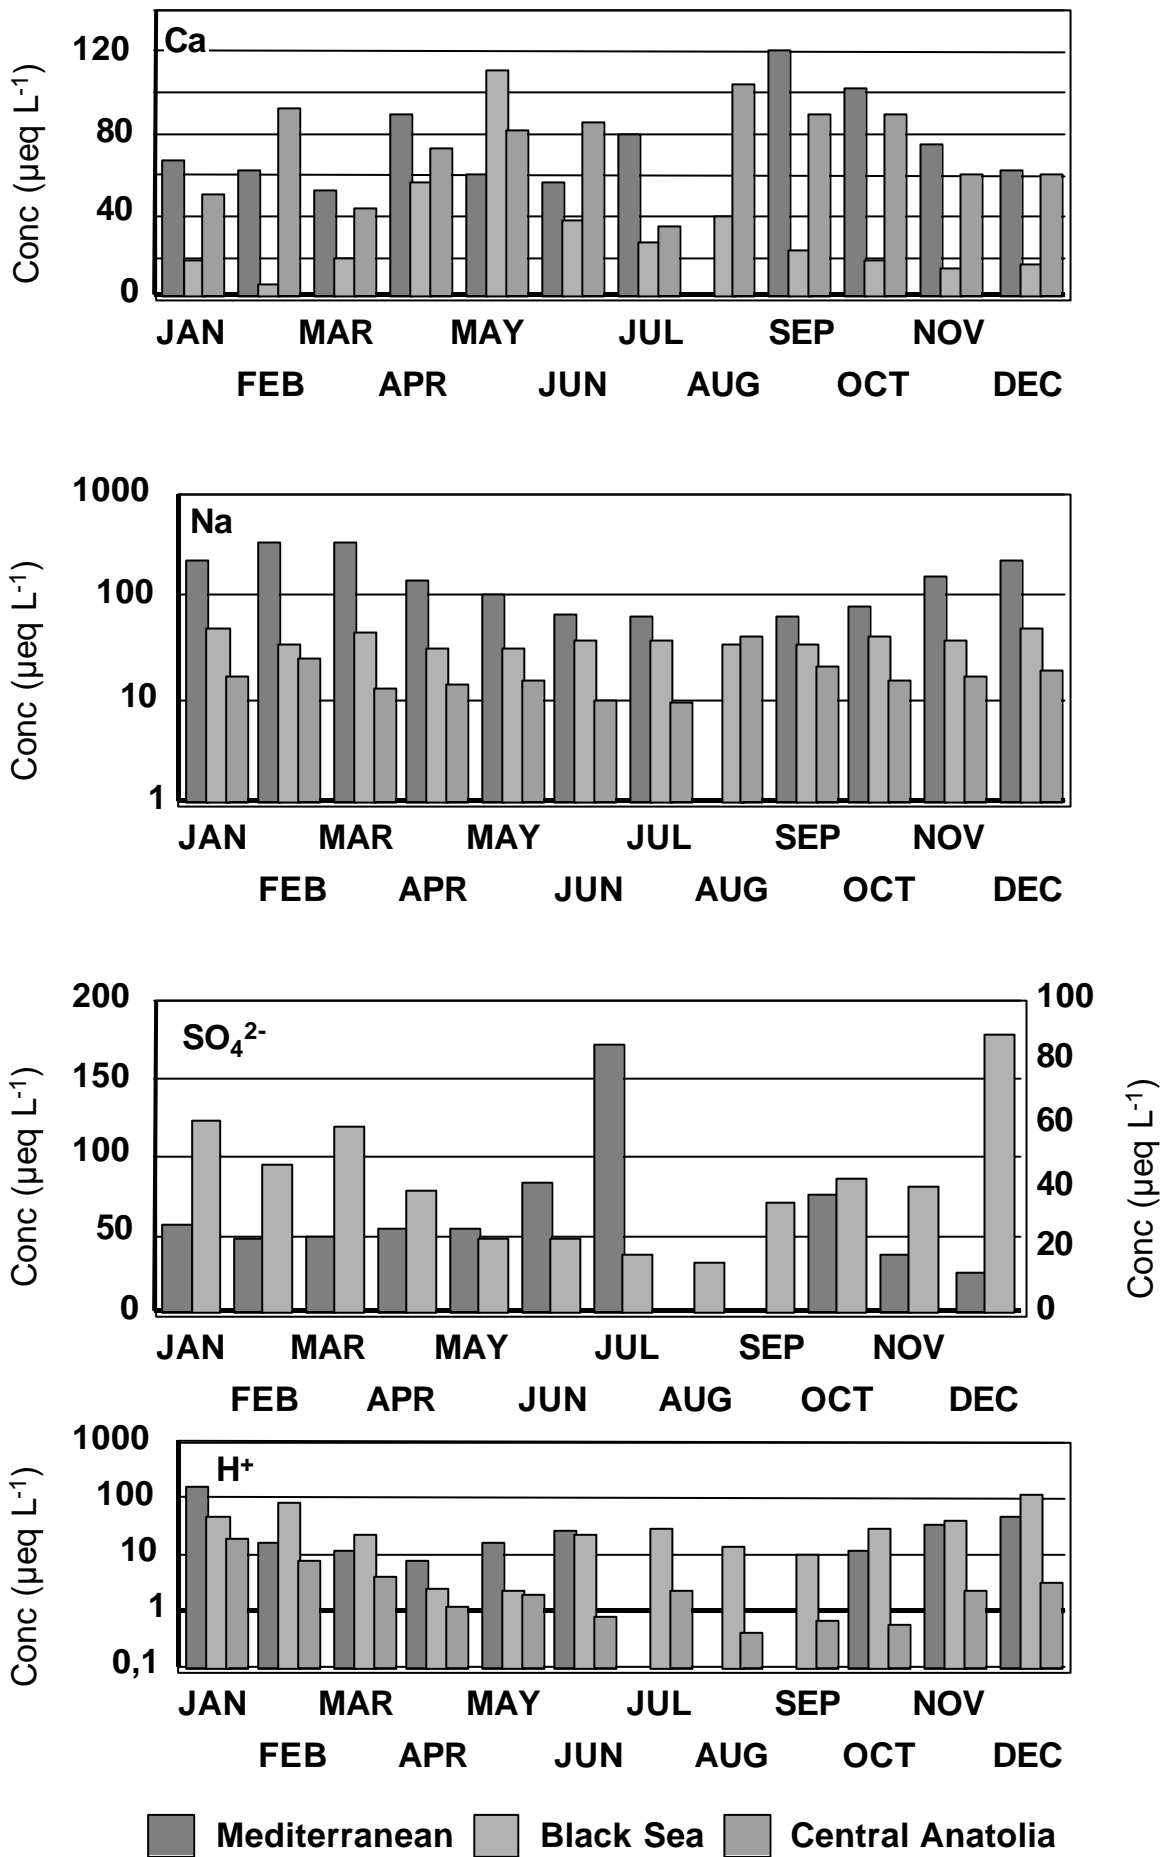 Ca
120
80
40
0
Conc (µeq L-1)
JAN MAR MAY JUL SEP NOV
FEB APR JUN AUG OCT DEC
1000
Na
100
10
1
Conc (µeq L-1)
JAN MAR MAY JUL SEP NOV
FEB APR JUN AUG OCT DEC
200 100
SO₄²⁻
150 80
100 60
50 40
20
0 0
Conc (µeq L-1)
Conc (µeq L-1)
JAN MAR MAY JUL SEP NOV
FEB APR JUN AUG OCT DEC
1000
H⁺
100
10
1
0,1
Conc (µeq L-1)
JAN MAR MAY JUL SEP NOV
FEB APR JUN AUG OCT DEC
Mediterranean Black Sea Central Anatolia